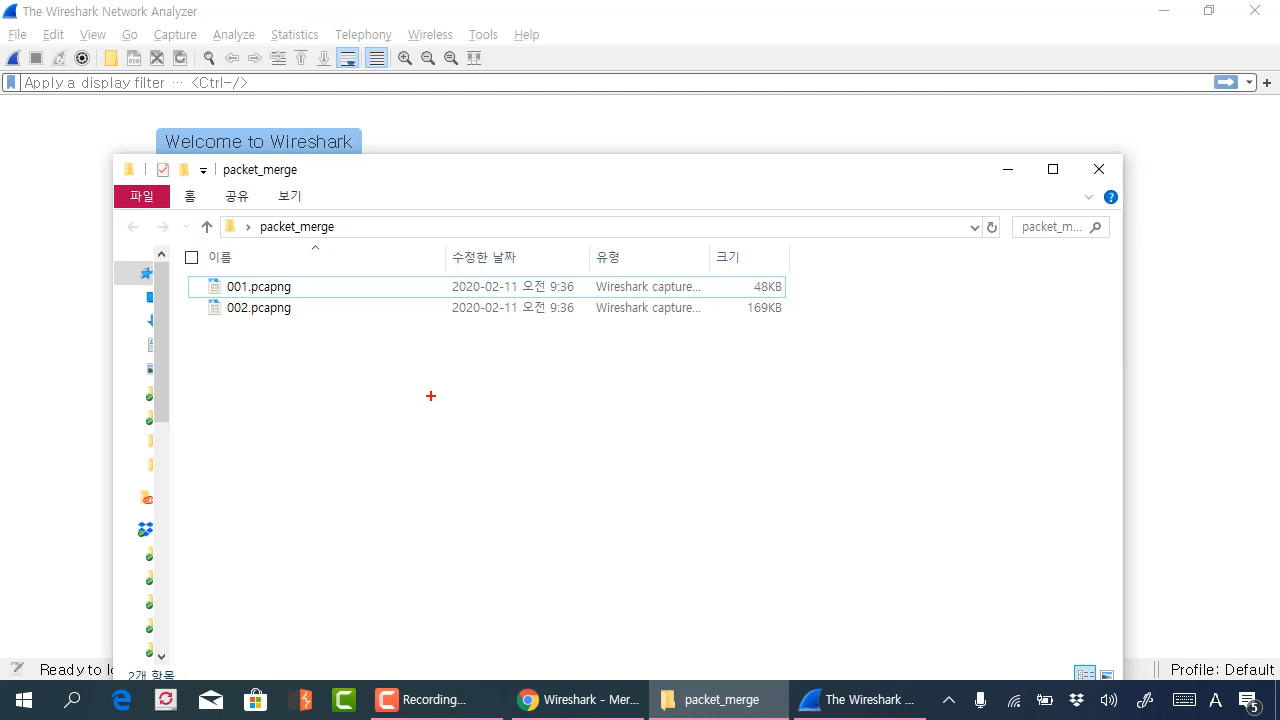 The Wireshark Network Analyzer
File Edit View Go Capture Analyze Statistics Telephony Wireless Tools Help
Apply a display filter ··· <Ctrl-/>
Welcome to Wireshark
packet_merge
파일 홈 공유 보기
packet_merge packet_m...
이름 수정한 날짜 유형 크기
001.pcapng 2020-02-11 오전 9:36 Wireshark capture... 48KB
002.pcapng 2020-02-11 오전 9:36 Wireshark capture... 169KB
Ready to lo Profile: Default
2개 항목
Recording... Wireshark - Mer... packet_merge The Wireshark ... A 5